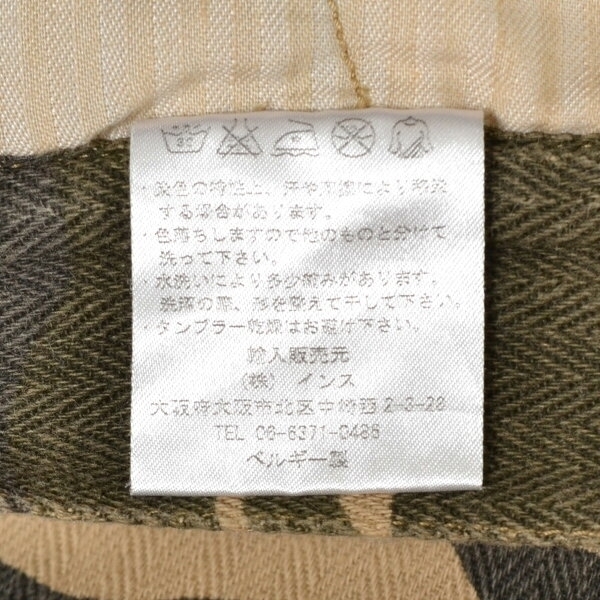 ・染色の特性上、汗や摩擦により移染
する場合があります。
・色落ちしますので他のものと分けて
洗って下さい。
・水洗いにより多少縮みがあります。
洗濯の際、形を整えて干して下さい。
・タンブラー乾燥はお避け下さい。
輸入販売元
(株) インス
大阪府大阪市北区中崎西2-3-28
TEL 06-6371-0486
ベルギー製